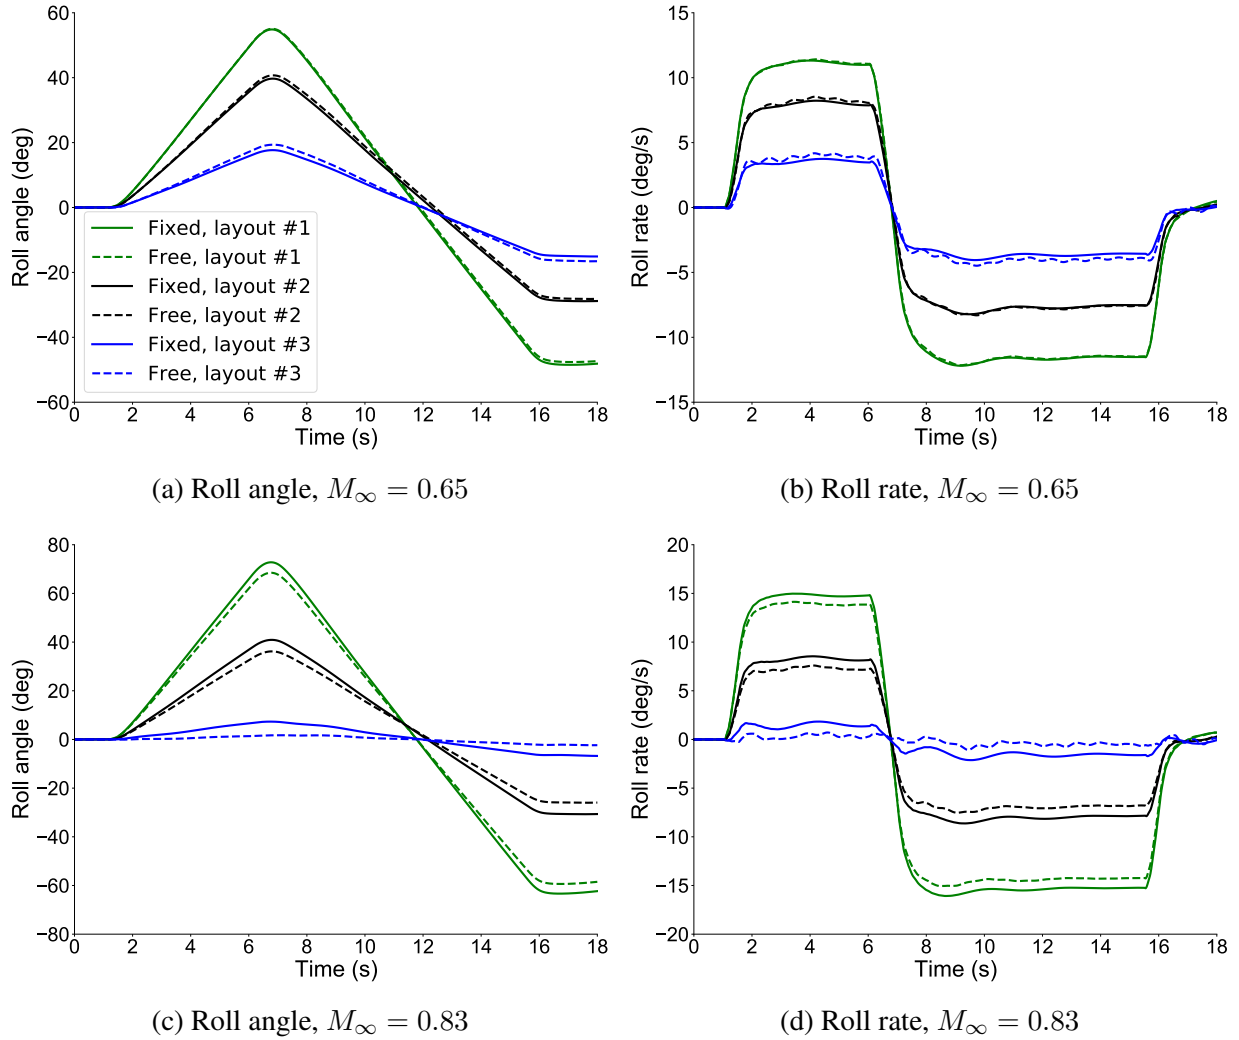 60
40
20
0
−20
−40
−60
Roll angle (deg)
Fixed, layout #1
Free, layout #1
Fixed, layout #2
Free, layout #2
Fixed, layout #3
Free, layout #3
0 2 4 6 8 10 12 14 16 18
Time (s)
(a) Roll angle, M∞ = 0.65
15
10
5
0
−5
−10
−15
Roll rate (deg/s)
0 2 4 6 8 10 12 14 16 18
Time (s)
(b) Roll rate, M∞ = 0.65
80
60
40
20
0
−20
−40
−60
−80
Roll angle (deg)
0 2 4 6 8 10 12 14 16 18
Time (s)
(c) Roll angle, M∞ = 0.83
20
15
10
5
0
−5
−10
−15
−20
Roll rate (deg/s)
0 2 4 6 8 10 12 14 16 18
Time (s)
(d) Roll rate, M∞ = 0.83